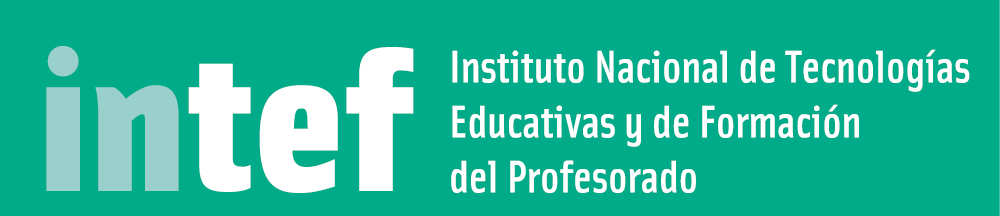 intef
Instituto Nacional de Tecnologías
Educativas y de Formación
del Profesorado